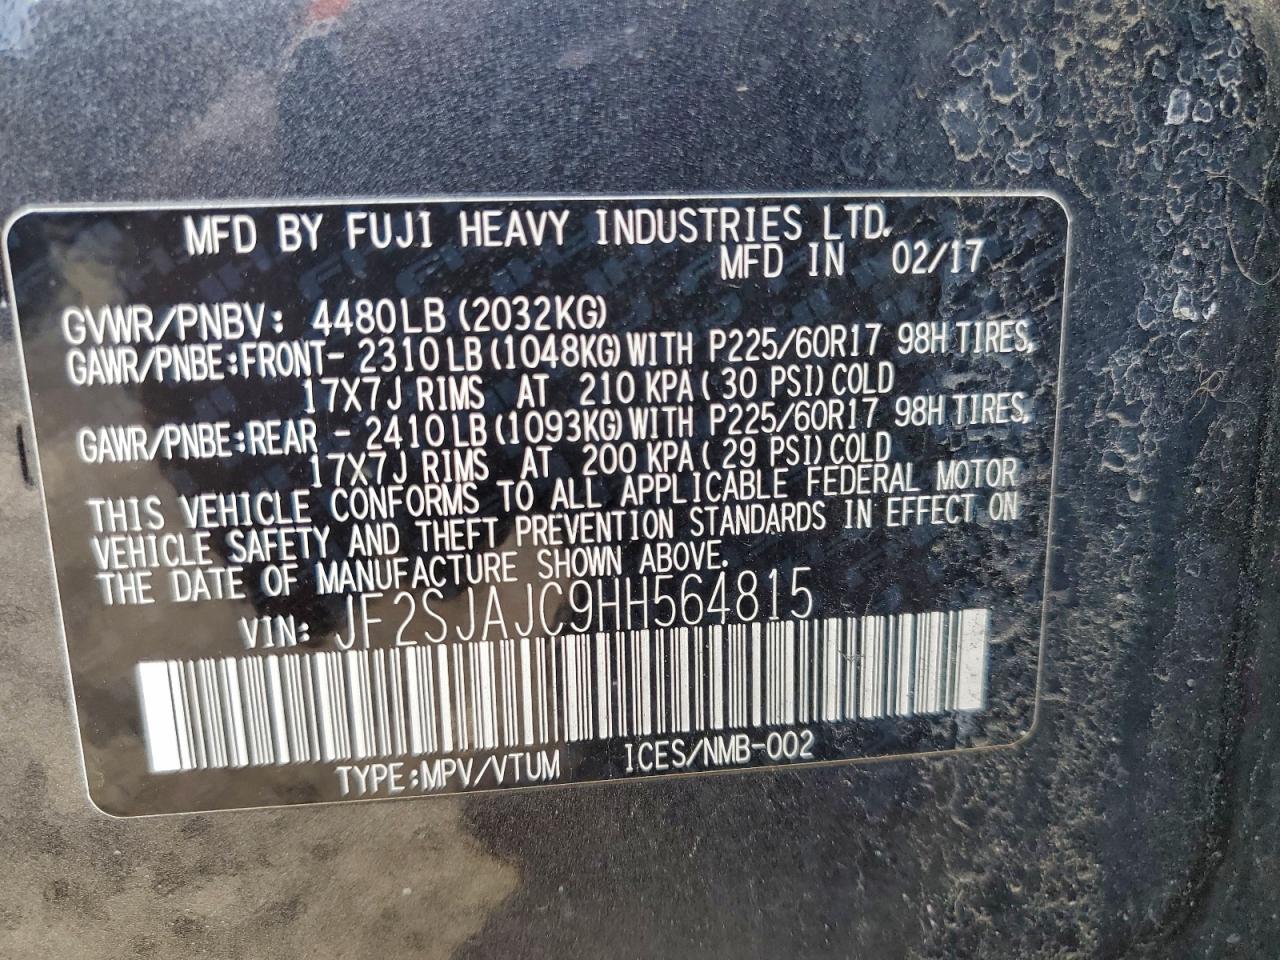 MFD BY FUJI HEAVY INDUSTRIES LTD.
MFD IN 02/17
GVWR/PNBV: 4480LB (2032KG)
GAWR/PNBE:FRONT- 2310LB(1048KG)WITH P225/60R17 98H TIRES,
17X7J RIMS AT 210 KPA( 30 PSI)COLD
GAWR/PNBE:REAR - 2410LB(1093KG)WITH P225/60R17 98H TIRES,
17X7J RIMS AT 200 KPA( 29 PSI)COLD
THIS VEHICLE CONFORMS TO ALL APPLICABLE FEDERAL MOTOR
VEHICLE SAFETY AND THEFT PREVENTION STANDARDS IN EFFECT ON
THE DATE OF MANUFACTURE SHOWN ABOVE.
VIN: JF2SJAJC9HH564815
TYPE:MPV/VTUM ICES/NMB-002